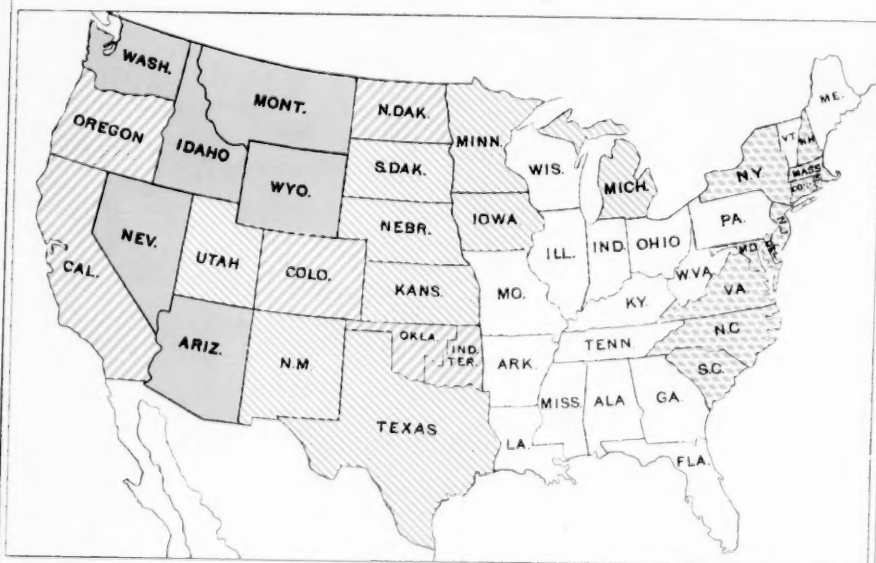 WASH.
MONT.
N.DAK.
MINN.
ME.
OREGON
IDAHO
S.DAK.
WIS.
MICH.
N.Y.
VT.
N.H.
MASS
WYO.
NEBR.
IOWA
PA.
N.J.
NEV.
UTAH
COLO.
KANS.
ILL.
IND.
OHIO
MD.
DEL.
CAL.
MO.
W.VA.
VA.
KY.
ARIZ.
N.M.
OKLA.
IND.
TER.
ARK.
TENN.
N.C.
S.C.
TEXAS
MISS.
ALA
GA.
LA.
FLA.